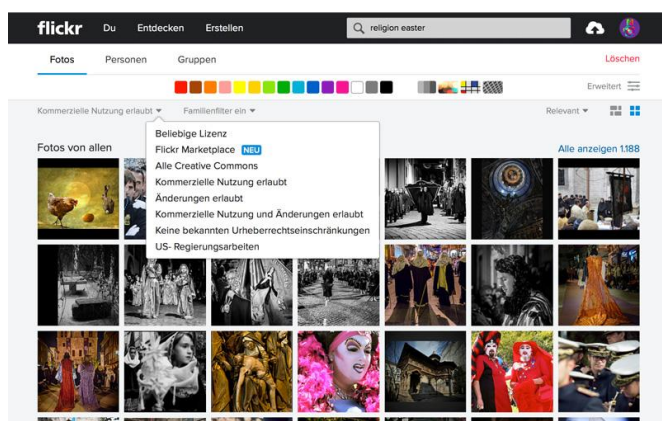 flickr Du Entdecken Erstellen religion easter
Fotos Personen Gruppen Löschen
Erweitert
Kommerzielle Nutzung erlaubt Familienfilter ein Relevant
Beliebige Lizenz
Flickr Marketplace NEU
Alle Creative Commons
Kommerzielle Nutzung erlaubt
Änderungen erlaubt
Kommerzielle Nutzung und Änderungen erlaubt
Keine bekannten Urheberrechtseinschränkungen
US- Regierungsarbeiten
Fotos von allen Alle anzeigen 1.188